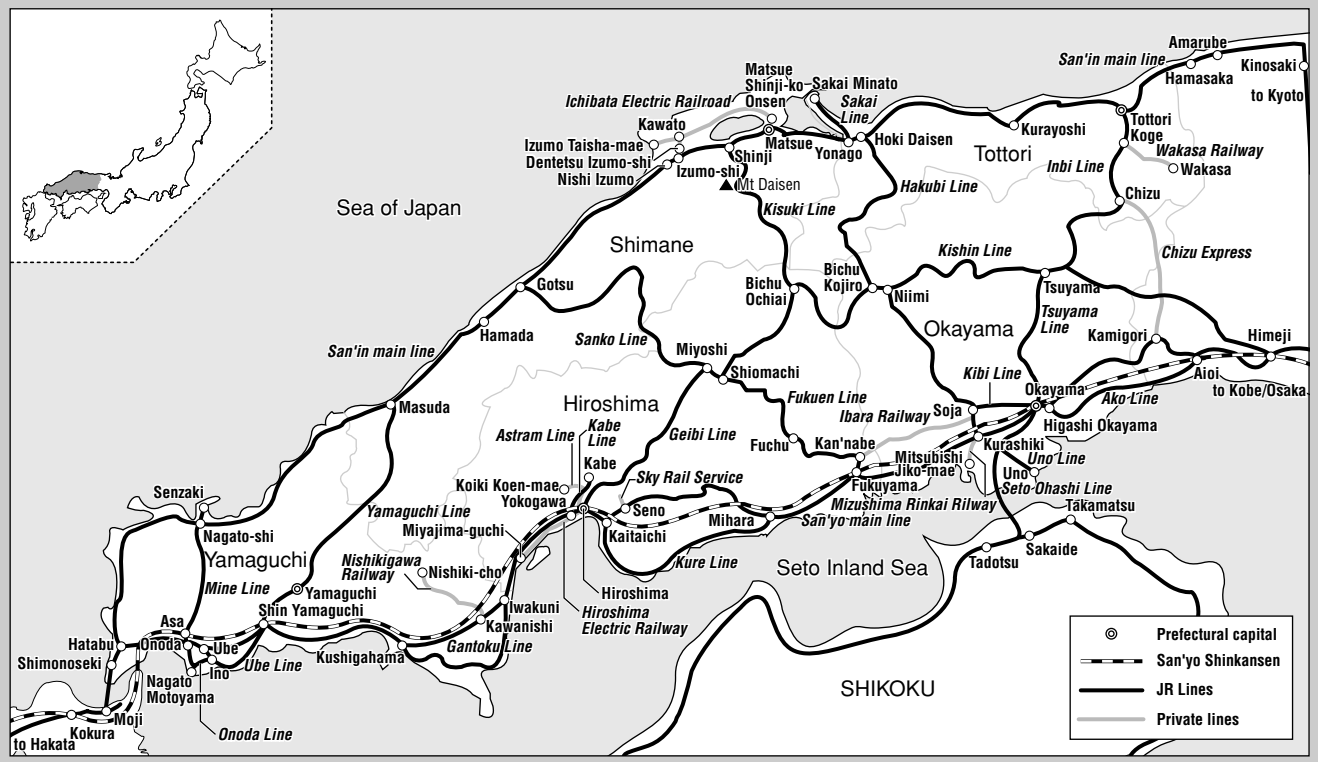 Amarube
San'in main line
Kinosaki
Hamasaka
to Kyoto
Matsue
Shinji-ko
Onsen
Sakai Minato
Sakai
Line
Ichibata Electric Railroad
Kawato
Izumo Taisha-mae
Dentetsu Izumo-shi
Nishi Izumo
Izumo-shi
Shinji
Matsue
Yonago
Hoki Daisen
Kurayoshi
Tottori
Koge
Tottori
Wakasa Railway
Wakasa
Inbi Line
Mt Daisen
Hakubi Line
Chizu
Sea of Japan
Kisuki Line
Shimane
Kishin Line
Chizu Express
Gotsu
Bichu
Ochiai
Bichu
Kojiro
Niimi
Tsuyama
Tsuyama
Line
Okayama
Hamada
Sanko Line
Kamigori
Himeji
San'in main line
Miyoshi
Shiomachi
Aioi
to Kobe/Osaka
Kibi Line
Okayama
Ako Line
Masuda
Hiroshima
Fukuen Line
Ibara Railway
Soja
Higashi Okayama
Kabe
Line
Astram Line
Geibi Line
Fuchu
Kan'nabe
Kurashiki
Mitsubishi
Jiko-mae
Uno Line
Uno
Kabe
Sky Rail Service
Koiki Koen-mae
Yokogawa
Fukuyama
Seto Ohashi Line
Mizushima Rinkai Rilway
Senzaki
Seno
Mihara
San'yo main line
Takamatsu
Yamaguchi Line
Miyajima-guchi
Nagato-shi
Kaitaichi
Sakaide
Yamaguchi
Nishikigawa
Railway
Nishiki-cho
Kure Line
Seto Inland Sea
Tadotsu
Mine Line
Yamaguchi
Hiroshima
Shin Yamaguchi
Iwakuni
Hiroshima
Electric Railway
Asa
Kawanishi
Hatabu
Onoda
Ube
Gantoku Line
Shimonoseki
Ino
Ube Line
Kushigahama
Nagato
Motoyama
SHIKOKU
Moji
Kokura
Onoda Line
to Hakata
Prefectural capital
San'yo Shinkansen
JR Lines
Private lines